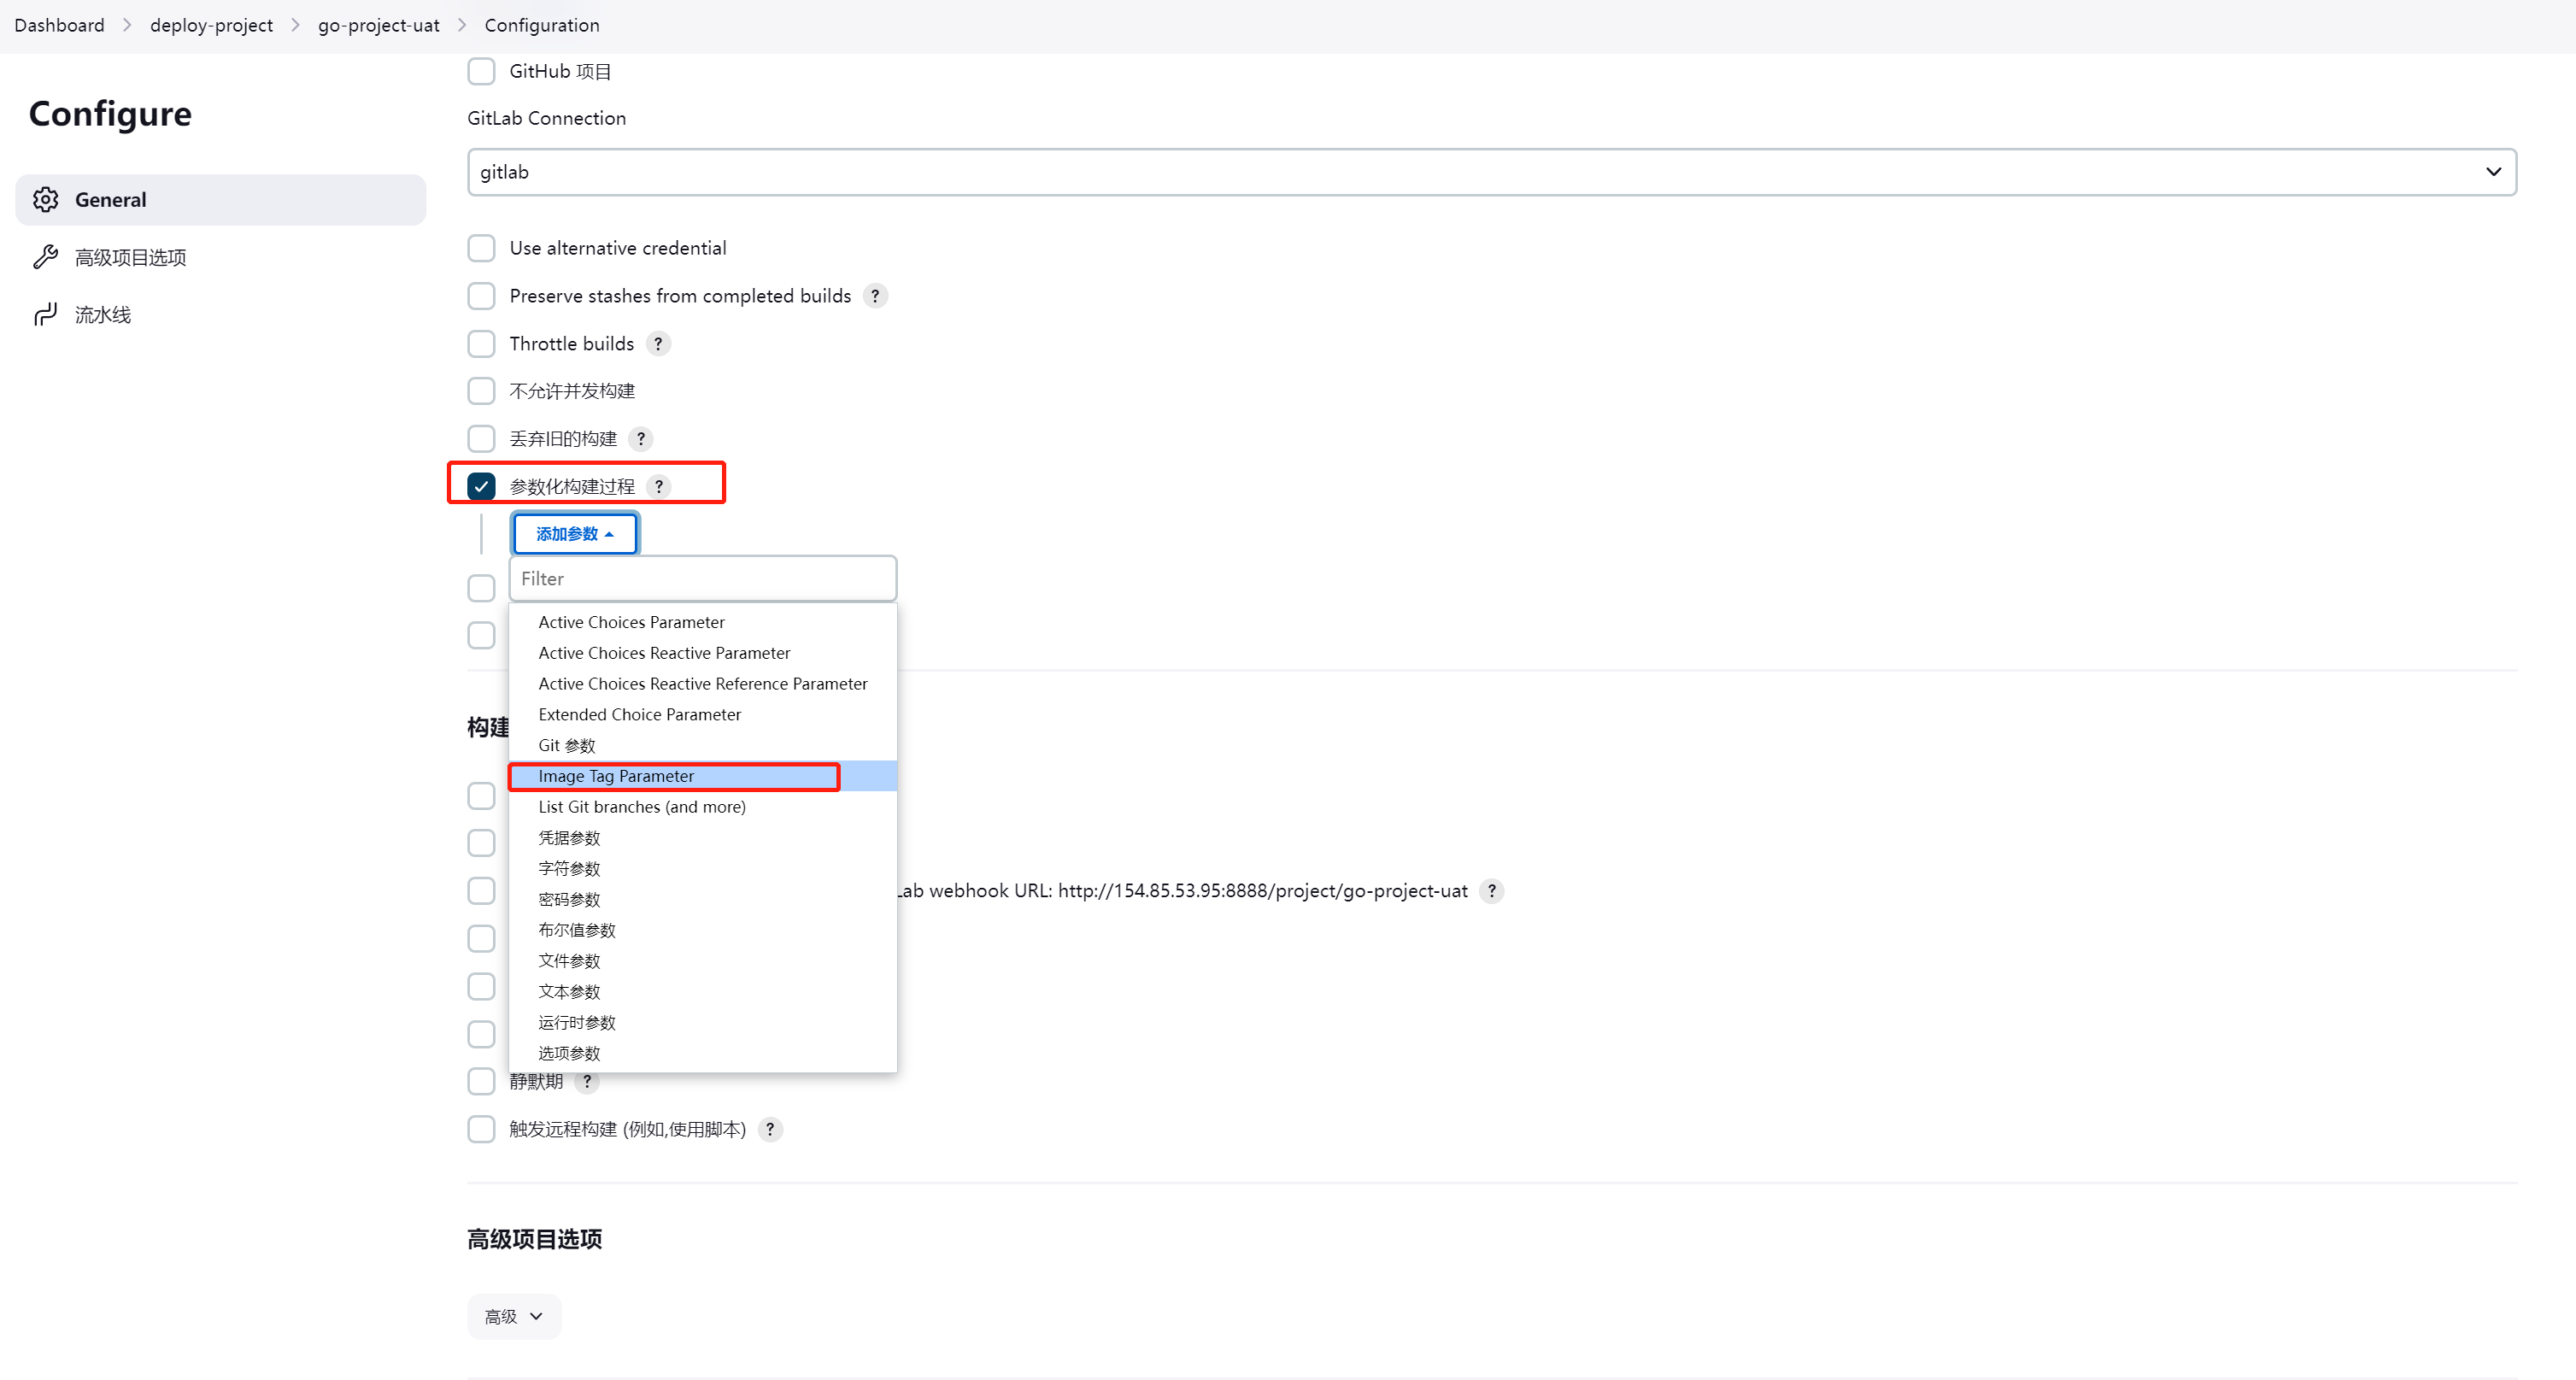 Dashboard > deploy-project > go-project-uat > Configuration
Configure
General
高级项目选项
流水线
GitHub 项目
GitLab Connection
gitlab
Use alternative credential
Preserve stashes from completed builds ?
Throttle builds ?
不允许并发构建
丢弃旧的构建 ?
参数化构建过程 ?
添加参数
Filter
Active Choices Parameter
Active Choices Reactive Parameter
Active Choices Reactive Reference Parameter
Extended Choice Parameter
Git 参数
Image Tag Parameter
List Git branches (and more)
凭据参数
字符参数
密码参数
布尔值参数
文件参数
文本参数
运行时参数
选项参数
构建
Lab webhook URL: http://154.85.53.95:8888/project/go-project-uat ?
静默期 ?
触发远程构建 (例如,使用脚本) ?
高级项目选项
高级